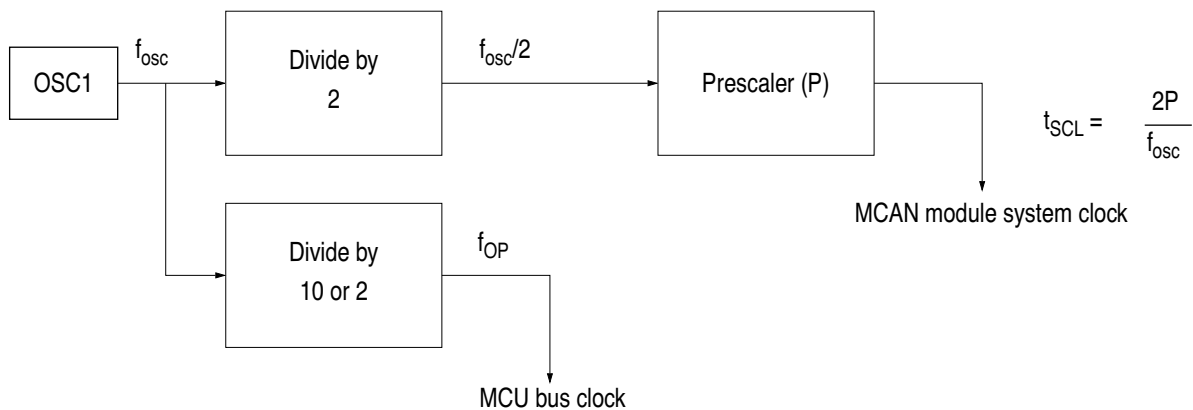 OSC1
fosc
Divide by
2
fosc/2
Prescaler (P)
tSCL = 2P
fosc
MCAN module system clock
Divide by
10 or 2
fOP
MCU bus clock